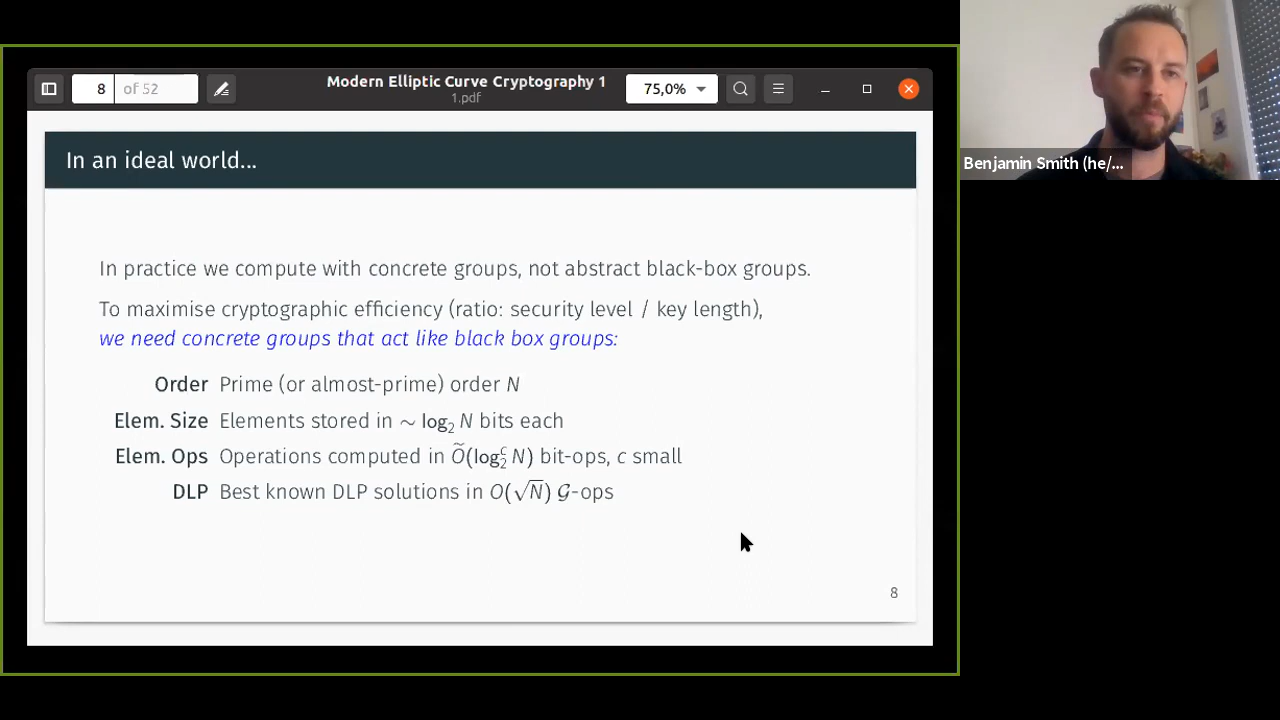 8 of 52
Modern Elliptic Curve Cryptography 1
1.pdf
75,0%
In an ideal world...
In practice we compute with concrete groups, not abstract black-box groups.
To maximise cryptographic efficiency (ratio: security level / key length),
we need concrete groups that act like black box groups:
Order Prime (or almost-prime) order N
Elem. Size Elements stored in ∼ log₂ N bits each
Elem. Ops Operations computed in Õ(log₂ᶜ N) bit-ops, c small
DLP Best known DLP solutions in O(√N) 𝒢-ops
8
Benjamin Smith (he/...